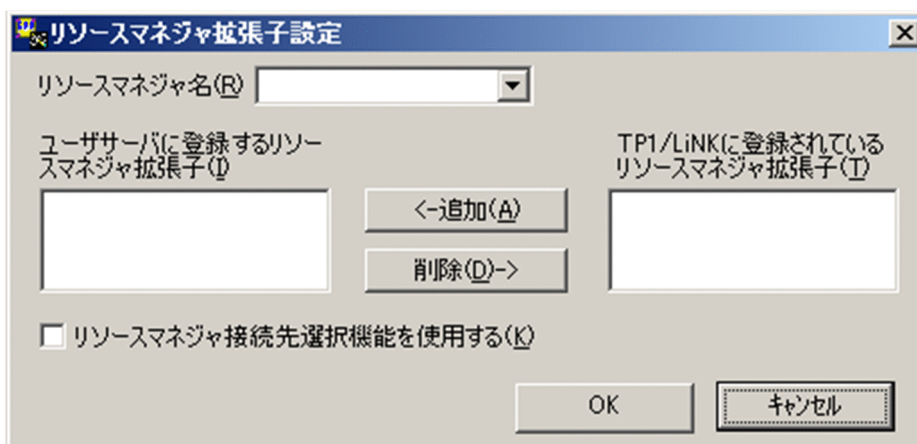 リソースマネジャ拡張子設定
リソースマネジャ名(R)
ユーザサーバに登録するリソー
スマネジャ拡張子(I)
TP1/LiNKに登録されている
リソースマネジャ拡張子(T)
<-追加(A)
削除(D)->
リソースマネジャ接続先選択機能を使用する(K)
OK
キャンセル